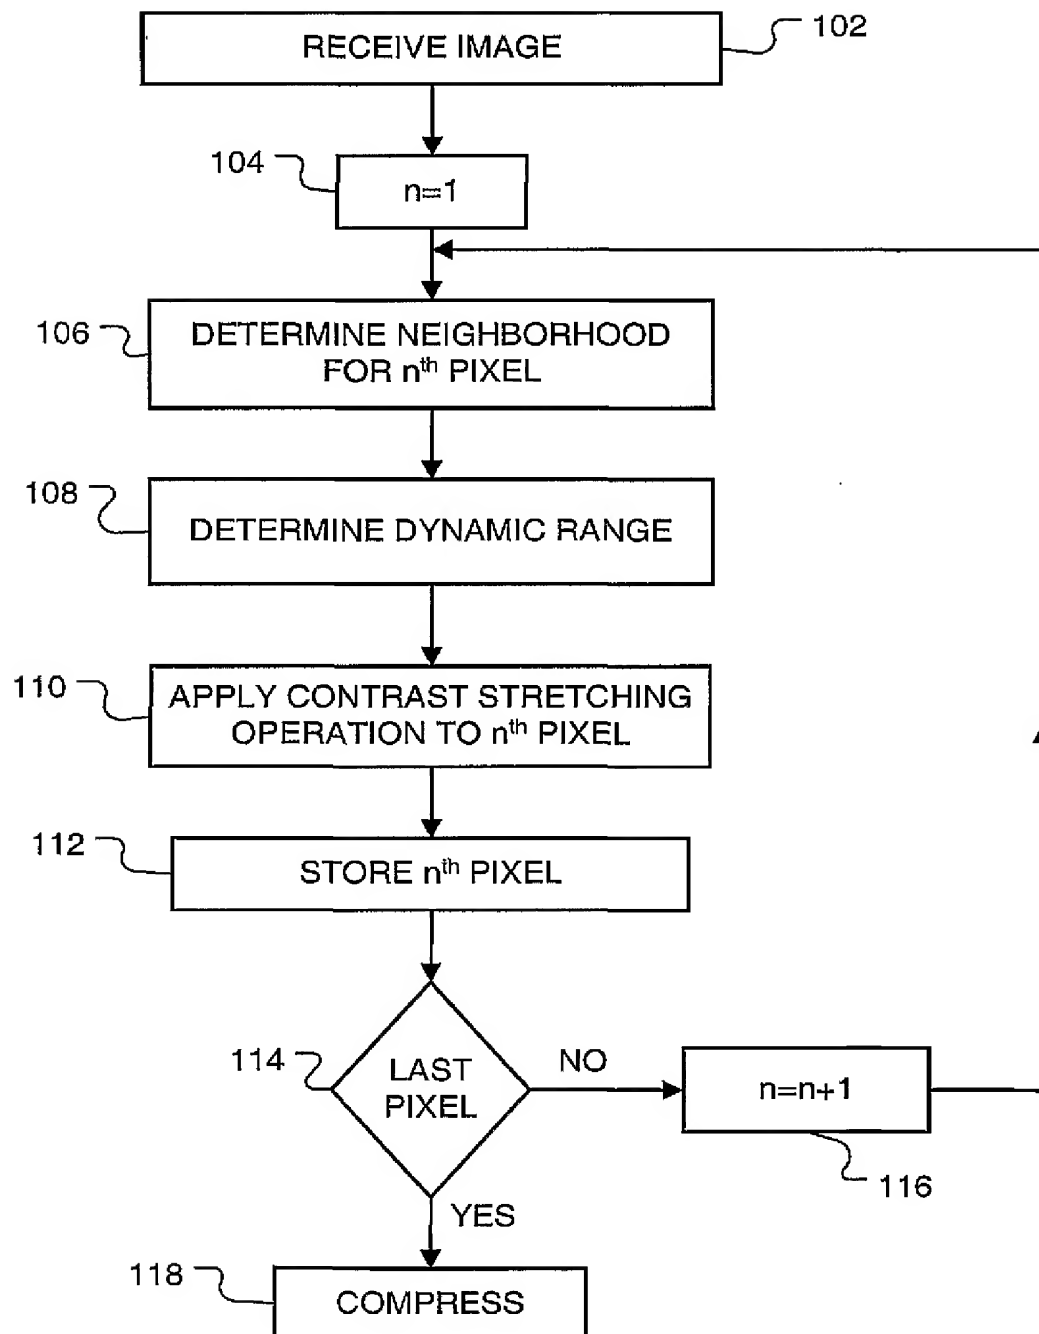 RECEIVE IMAGE
102
104
n=1
106
DETERMINE NEIGHBORHOOD
FOR nth PIXEL
108
DETERMINE DYNAMIC RANGE
110
APPLY CONTRAST STRETCHING
OPERATION TO nth PIXEL
112
STORE nth PIXEL
114
LAST
PIXEL
NO
n=n+1
116
YES
118
COMPRESS